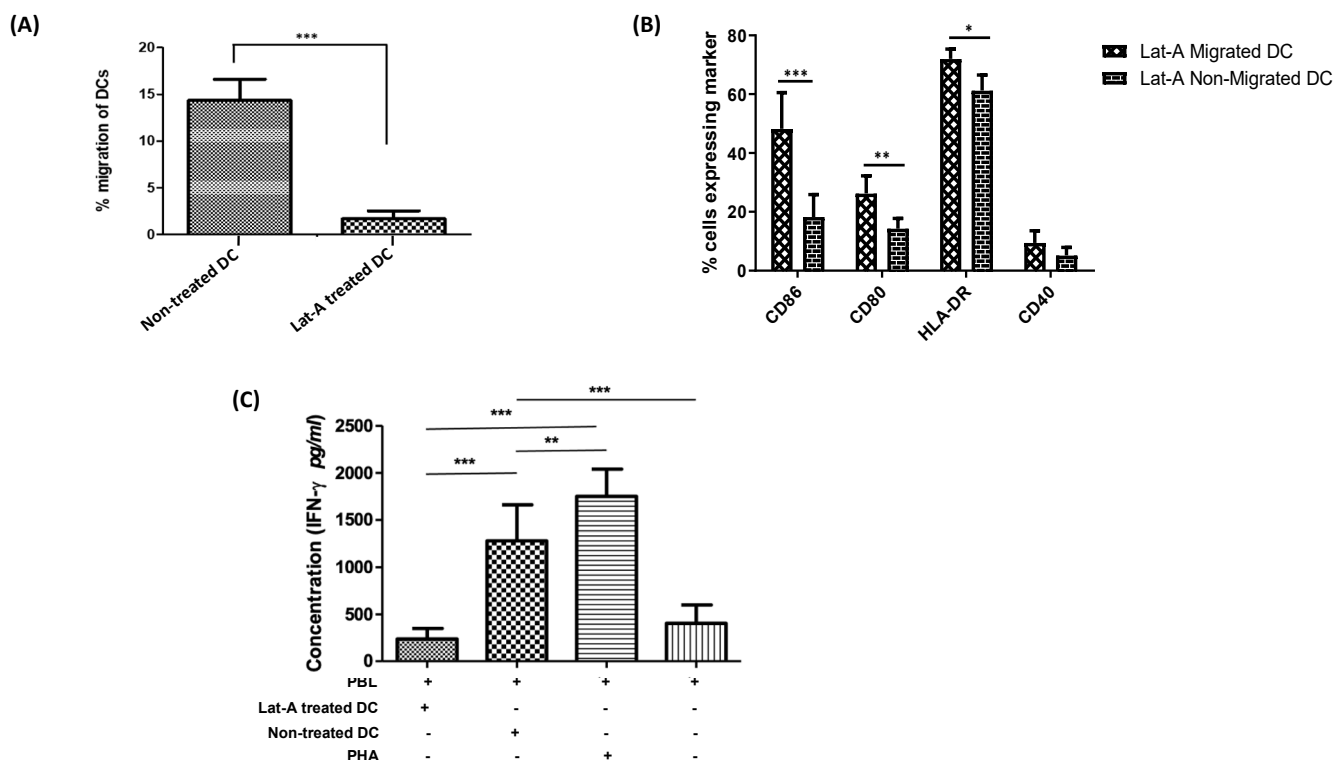 (A)
***
% migration of DCs
20
15
10
5
0
Non-treated DC
Lat-A treated DC
(B)
% cells expressing marker
80
60
40
20
0
***
**
*
CD86
CD80
HLA-DR
CD40
Lat-A Migrated DC
Lat-A Non-Migrated DC
(C)
Concentration (IFN-γ pg/ml)
2500
2000
1500
1000
500
0
***
***
**
***
PBL + + + +
Lat-A treated DC + - - -
Non-treated DC - + - -
PHA - - + -